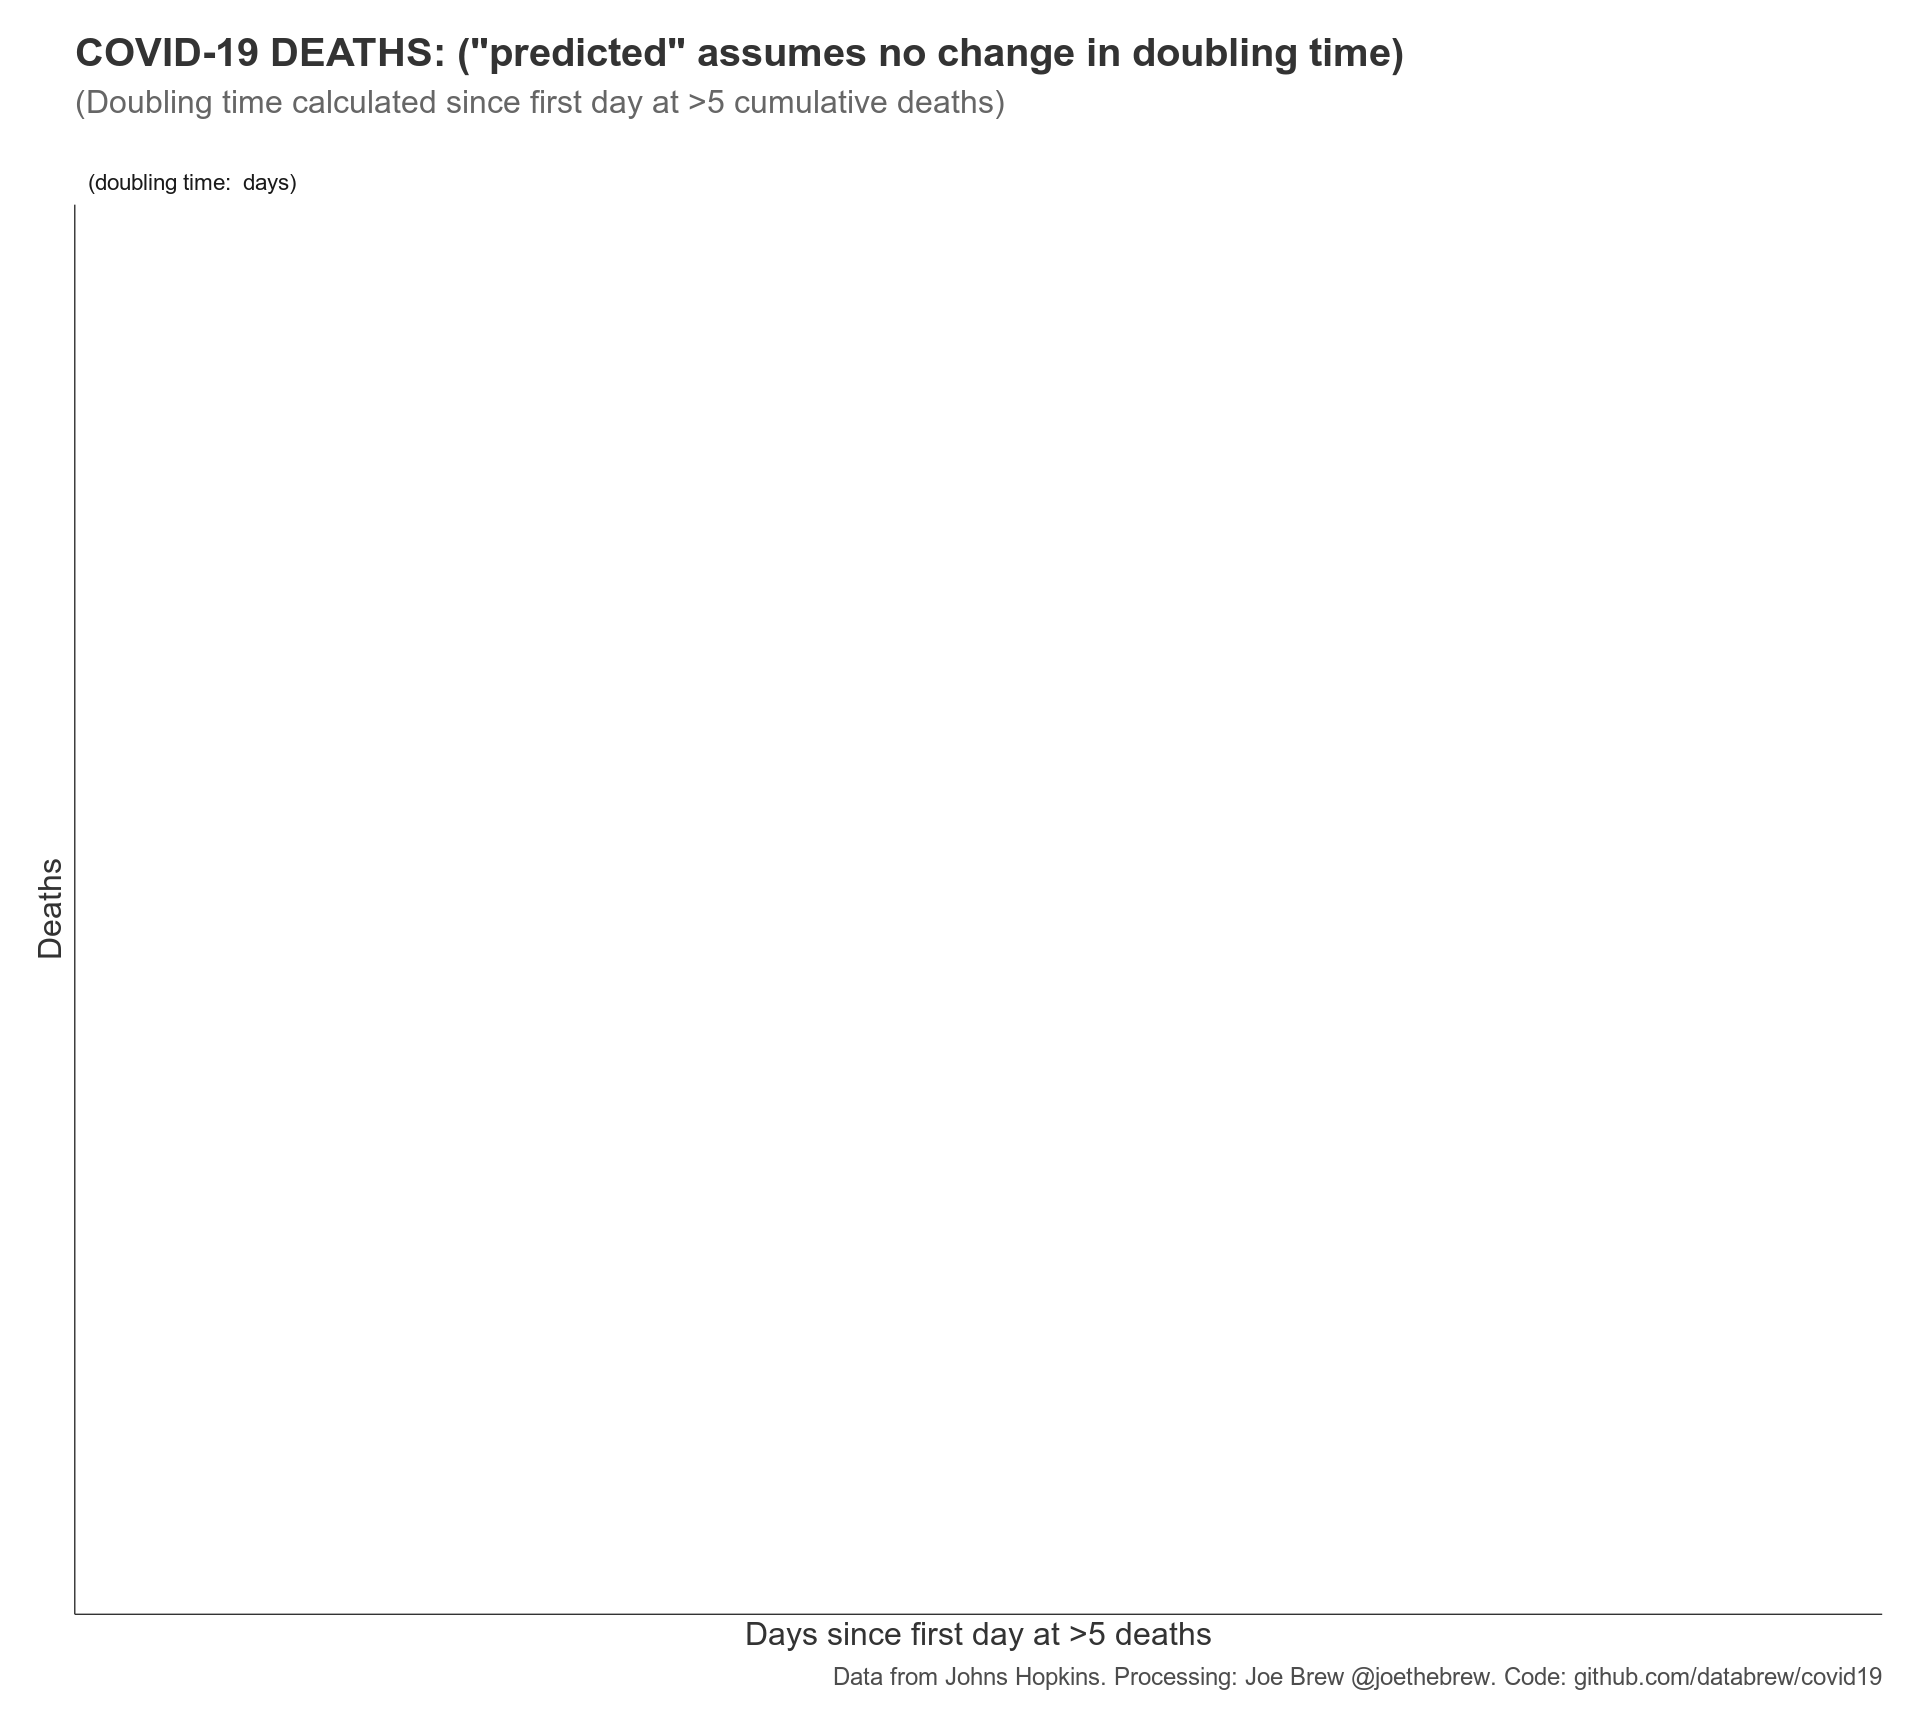 COVID-19 DEATHS: ("predicted" assumes no change in doubling time)
(Doubling time calculated since first day at >5 cumulative deaths)
(doubling time:  days)
Deaths
Days since first day at >5 deaths
Data from Johns Hopkins. Processing: Joe Brew @joethebrew. Code: github.com/databrew/covid19